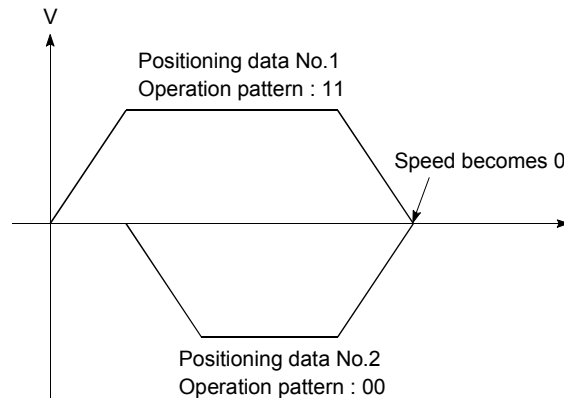 V
Positioning data No.1
Operation pattern : 11
Speed becomes 0
Positioning data No.2
Operation pattern : 00